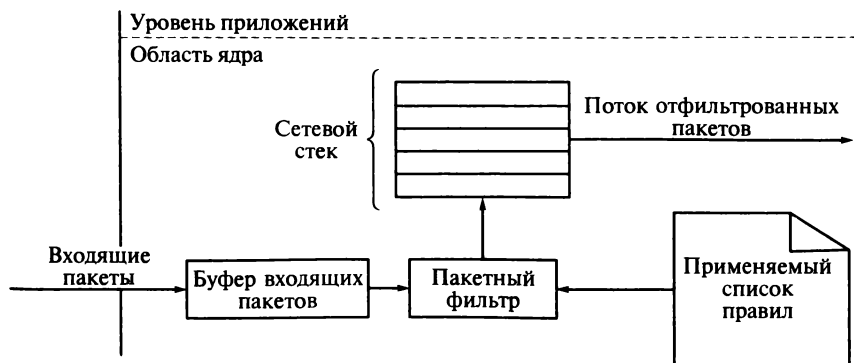 Уровень приложений
Область ядра
Сетевой
стек
Поток отфильтрованных
пакетов
Входящие
пакеты
Буфер входящих
пакетов
Пакетный
фильтр
Применяемый
список
правил